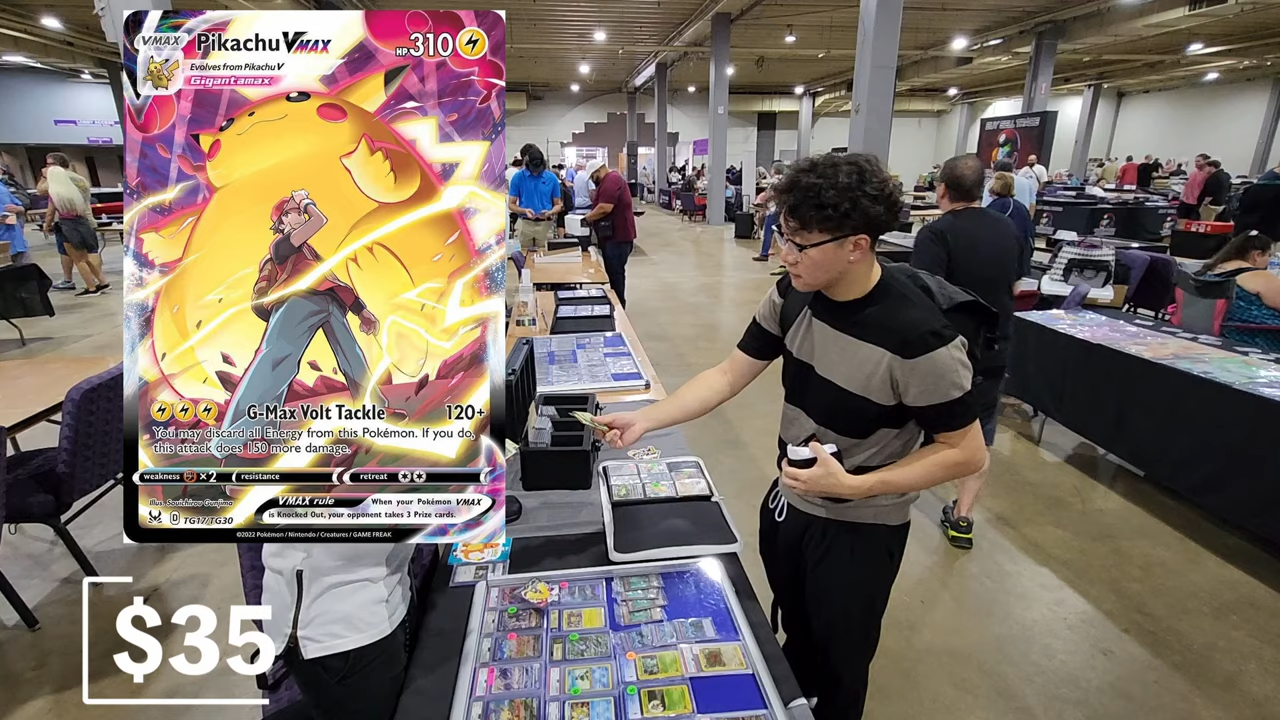 VMAX
Pikachu VMAX
HP 310
Evolves from Pikachu V
Gigantamax
G-Max Volt Tackle 120+
You may discard all Energy from this Pokémon. If you do,
this attack does 150 more damage.
weakness ×2 resistance retreat
Illus. Souichirou Gunjima
VMAX rule When your Pokémon VMAX
is Knocked Out, your opponent takes 3 Prize cards.
D TG17/TG30
©2022 Pokémon / Nintendo / Creatures / GAME FREAK
$35